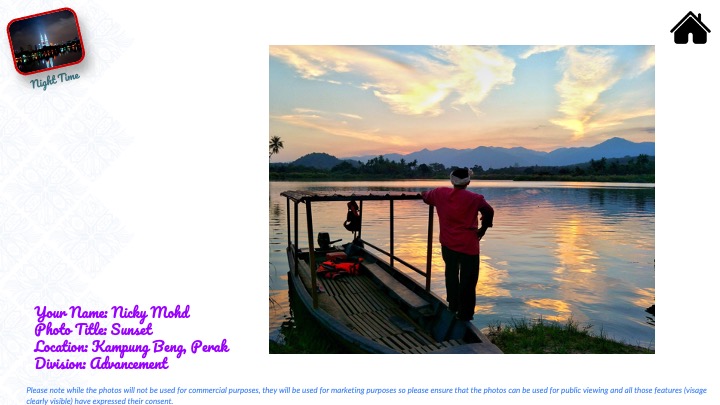 Night Time
Your Name: Nicky Mohd
Photo Title: Sunset
Location: Kampung Beng, Perak
Division: Advancement
Please note while the photos will not be used for commercial purposes, they will be used for marketing purposes so please ensure that the photos can be used for public viewing and all those features (visage
clearly visible) have expressed their consent.